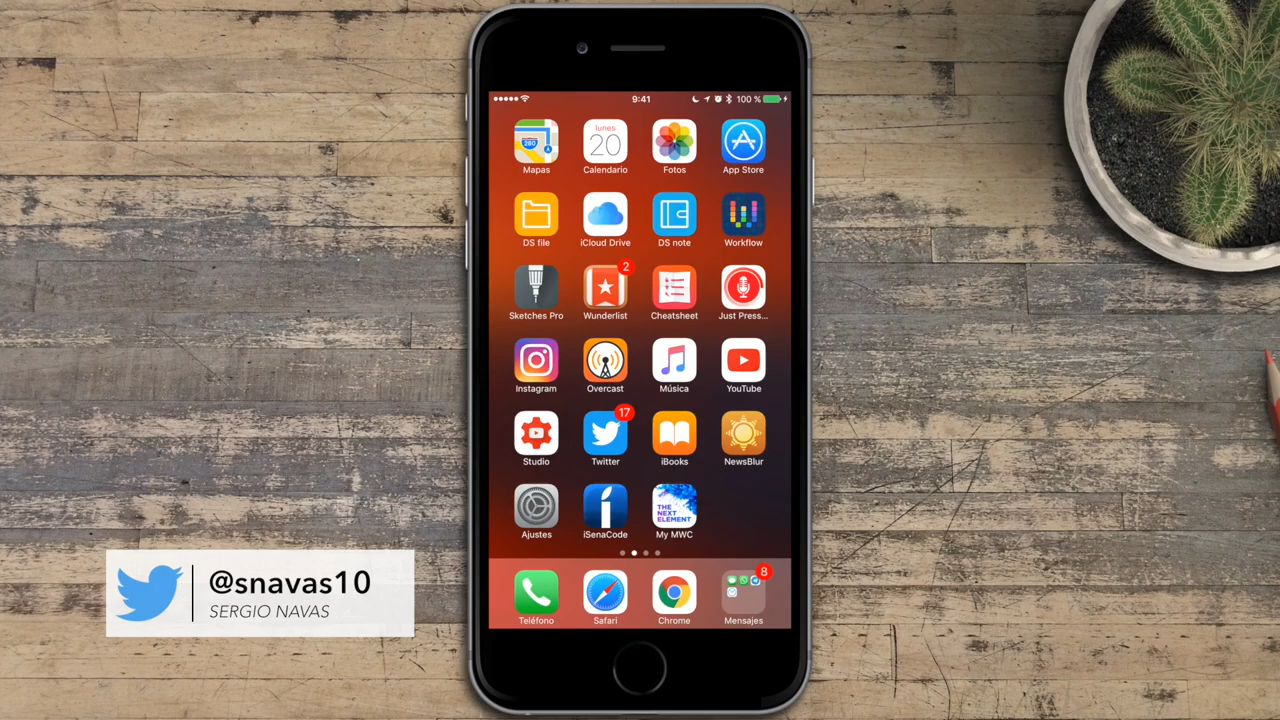 9:41
100 %
280
Mapas
lunes
20
Calendario
Fotos
App Store
DS file
iCloud Drive
DS note
Workflow
Sketches Pro
2
Wunderlist
Cheatsheet
Just Press...
Instagram
Overcast
Música
YouTube
Studio
17
Twitter
iBooks
NewsBlur
Ajustes
i
iSenaCode
THE
NEXT
ELEMENT
My MWC
Teléfono
Safari
Chrome
8
Mensajes
@snavas10
SERGIO NAVAS